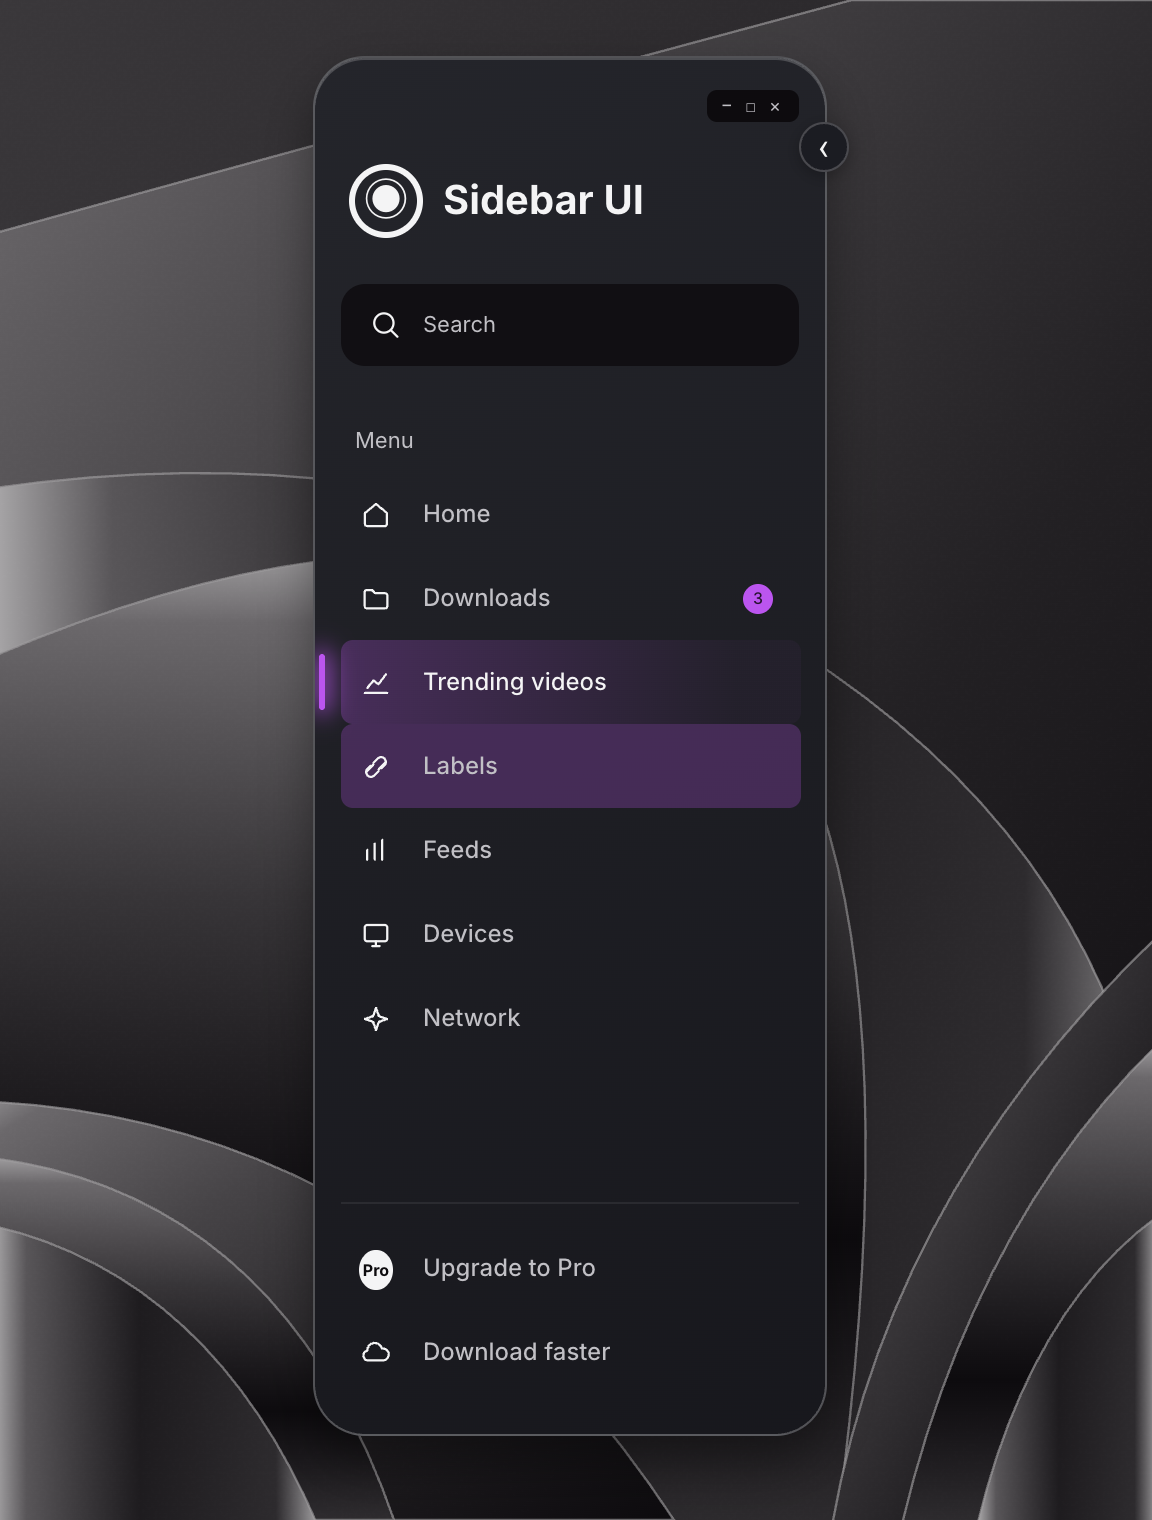 Sidebar UI
Search
Menu
Home
Downloads 3
Trending videos
Labels
Feeds
Devices
Network
Pro Upgrade to Pro
Download faster